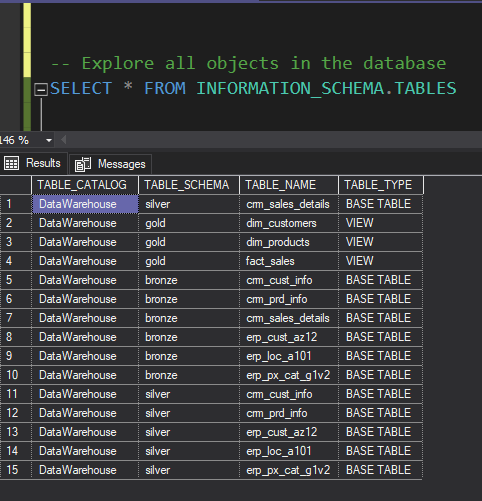 -- Explore all objects in the database
SELECT * FROM INFORMATION_SCHEMA.TABLES
146 %
Results Messages
TABLE_CATALOG TABLE_SCHEMA TABLE_NAME TABLE_TYPE
1 DataWarehouse silver crm_sales_details BASE TABLE
2 DataWarehouse gold dim_customers VIEW
3 DataWarehouse gold dim_products VIEW
4 DataWarehouse gold fact_sales VIEW
5 DataWarehouse bronze crm_cust_info BASE TABLE
6 DataWarehouse bronze crm_prd_info BASE TABLE
7 DataWarehouse bronze crm_sales_details BASE TABLE
8 DataWarehouse bronze erp_cust_az12 BASE TABLE
9 DataWarehouse bronze erp_loc_a101 BASE TABLE
10 DataWarehouse bronze erp_px_cat_g1v2 BASE TABLE
11 DataWarehouse silver crm_cust_info BASE TABLE
12 DataWarehouse silver crm_prd_info BASE TABLE
13 DataWarehouse silver erp_cust_az12 BASE TABLE
14 DataWarehouse silver erp_loc_a101 BASE TABLE
15 DataWarehouse silver erp_px_cat_g1v2 BASE TABLE